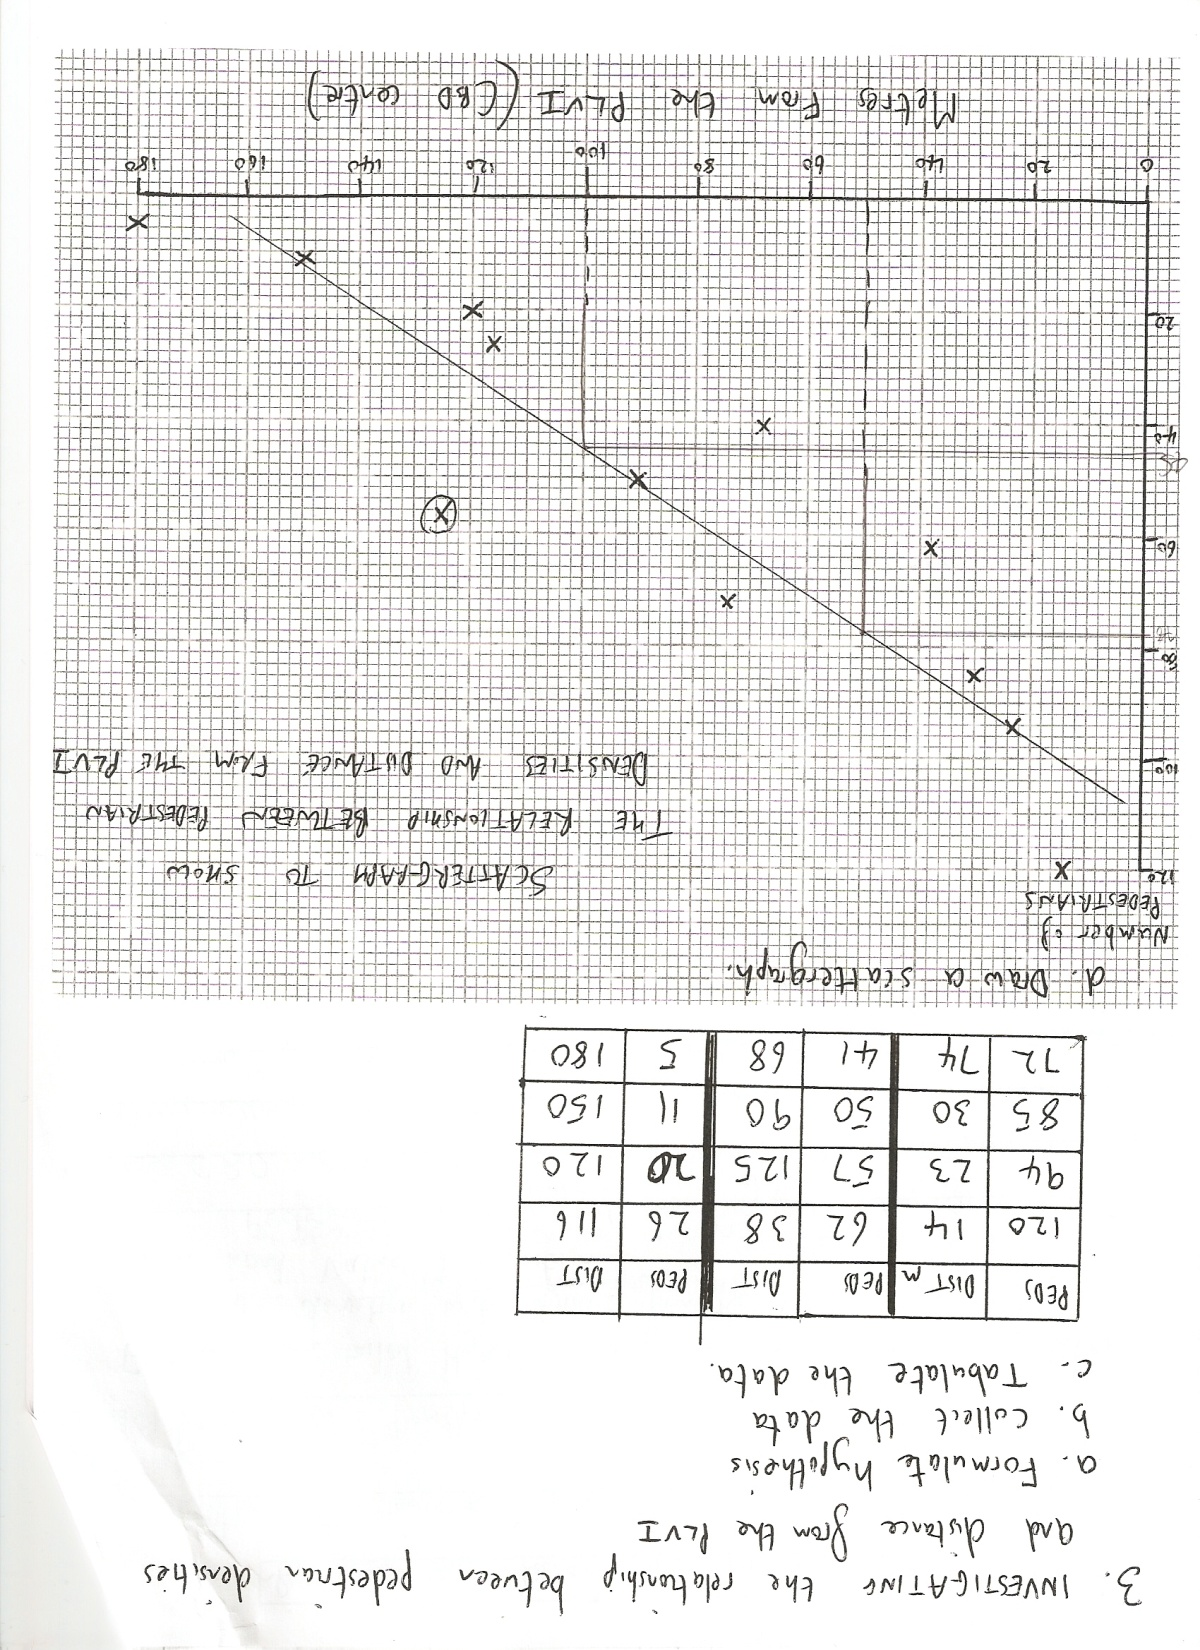 3. INVESTIGATING the relationship between pedestrian densities
and distance from the PLVI
a. Formulate hypothesis
b. Collect the data
c. Tabulate the data.
PEDS DIST m PEDS DIST PEDS DIST
120 14 62 38 26 116
94 23 57 125 20 120
85 30 50 90 11 150
72 74 41 68 5 180
d. Draw a scattergraph.
Number of
PEDESTRIANS
SCATTERGRAPH TO SHOW
THE RELATIONSHIP BETWEEN PEDESTRIAN
DENSITIES AND DISTANCE FROM THE PLVI
120
100
80
60
40
20
0 20 40 60 80 100 120 140 160 180
Metres From the PLVI (CBD centre)